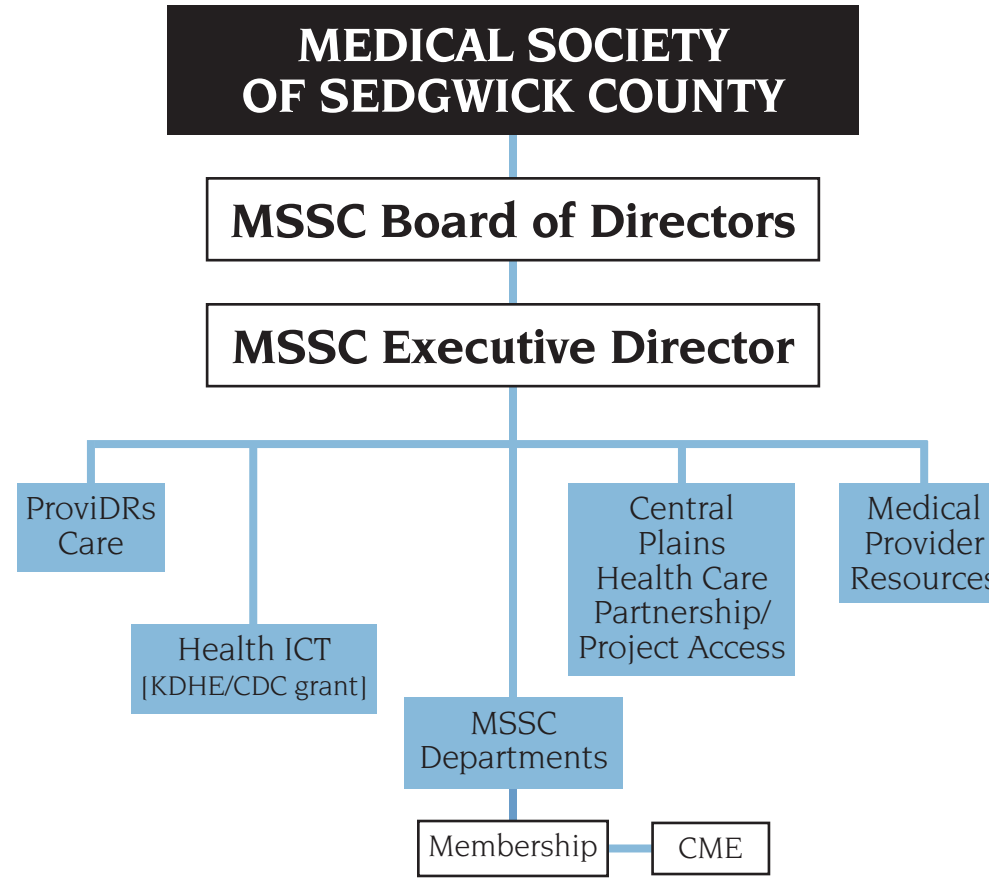 MEDICAL SOCIETY
OF SEDGWICK COUNTY
MSSC Board of Directors
MSSC Executive Director
ProviDRs
Care
Health ICT
[KDHE/CDC grant]
MSSC
Departments
Central
Plains
Health Care
Partnership/
Project Access
Medical
Provider
Resources
Membership
CME